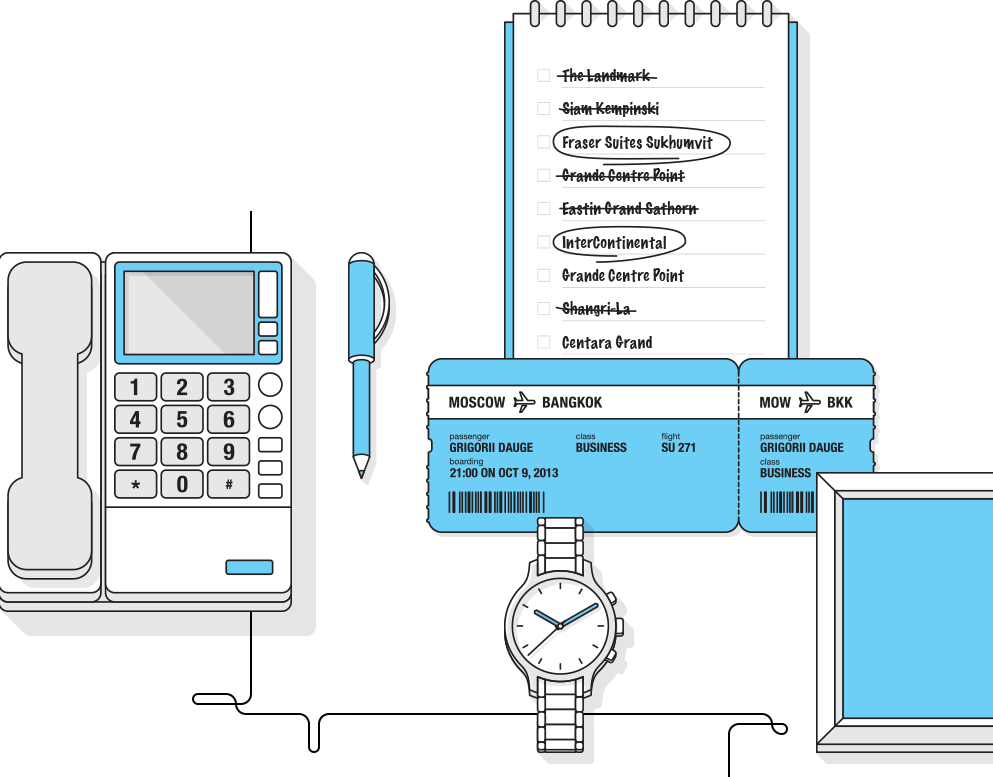 The Landmark
Siam Kempinski
Fraser Suites Sukhumvit
Grande Centre Point
Eastin Grand Sathorn
InterContinental
Grande Centre Point
Shangri-La
Centara Grand
1 2 3
4 5 6
7 8 9
* 0 #
MOSCOW BANGKOK
passenger class flight
GRIGORII DAUGE BUSINESS SU 271
boarding
21:00 ON OCT 9, 2013
MOW BKK
passenger
GRIGORII DAUGE
class
BUSINESS